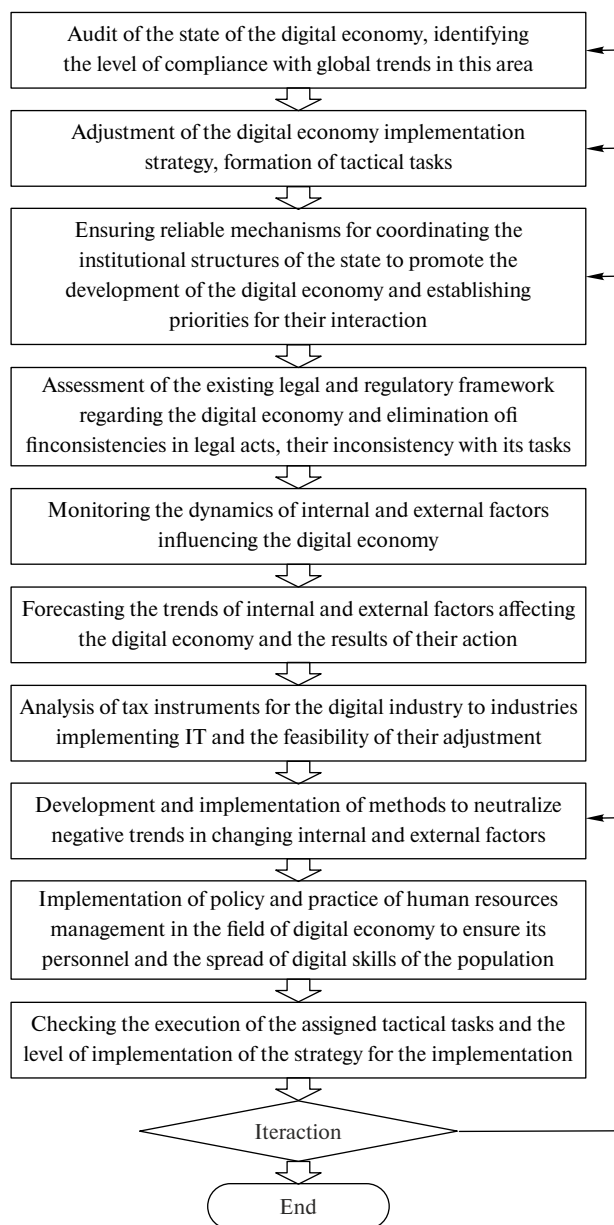 Audit of the state of the digital economy, identifying
the level of compliance with global trends in this area
Adjustment of the digital economy implementation
strategy, formation of tactical tasks
Ensuring reliable mechanisms for coordinating the
institutional structures of the state to promote the
development of the digital economy and establishing
priorities for their interaction
Assessment of the existing legal and regulatory framework
regarding the digital economy and elimination ofi
finconsistencies in legal acts, their inconsistency with its tasks
Monitoring the dynamics of internal and external factors
influencing the digital economy
Forecasting the trends of internal and external factors affecting
the digital economy and the results of their action
Analysis of tax instruments for the digital industry to industries
implementing IT and the feasibility of their adjustment
Development and implementation of methods to neutralize
negative trends in changing internal and external factors
Implementation of policy and practice of human resources
management in the field of digital economy to ensure its
personnel and the spread of digital skills of the population
Checking the execution of the assigned tactical tasks and the
level of implementation of the strategy for the implementation
Iteraction
End